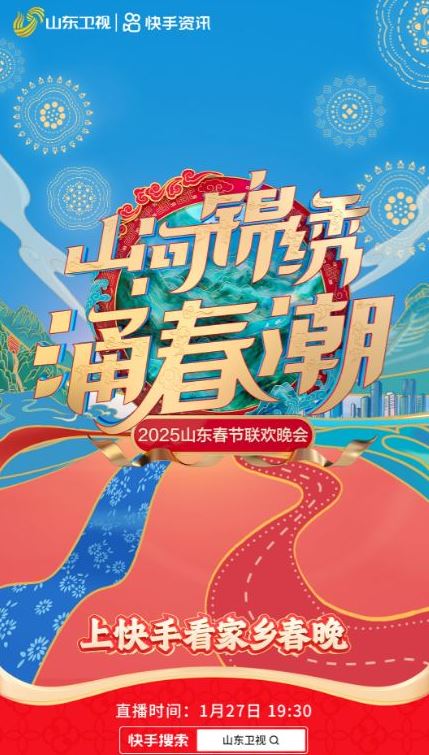 山东卫视 | 快手资讯
山河锦绣
涌春潮
2025山东春节联欢晚会
上快手看家乡春晚
直播时间：1月27日 19:30
快手搜索 山东卫视